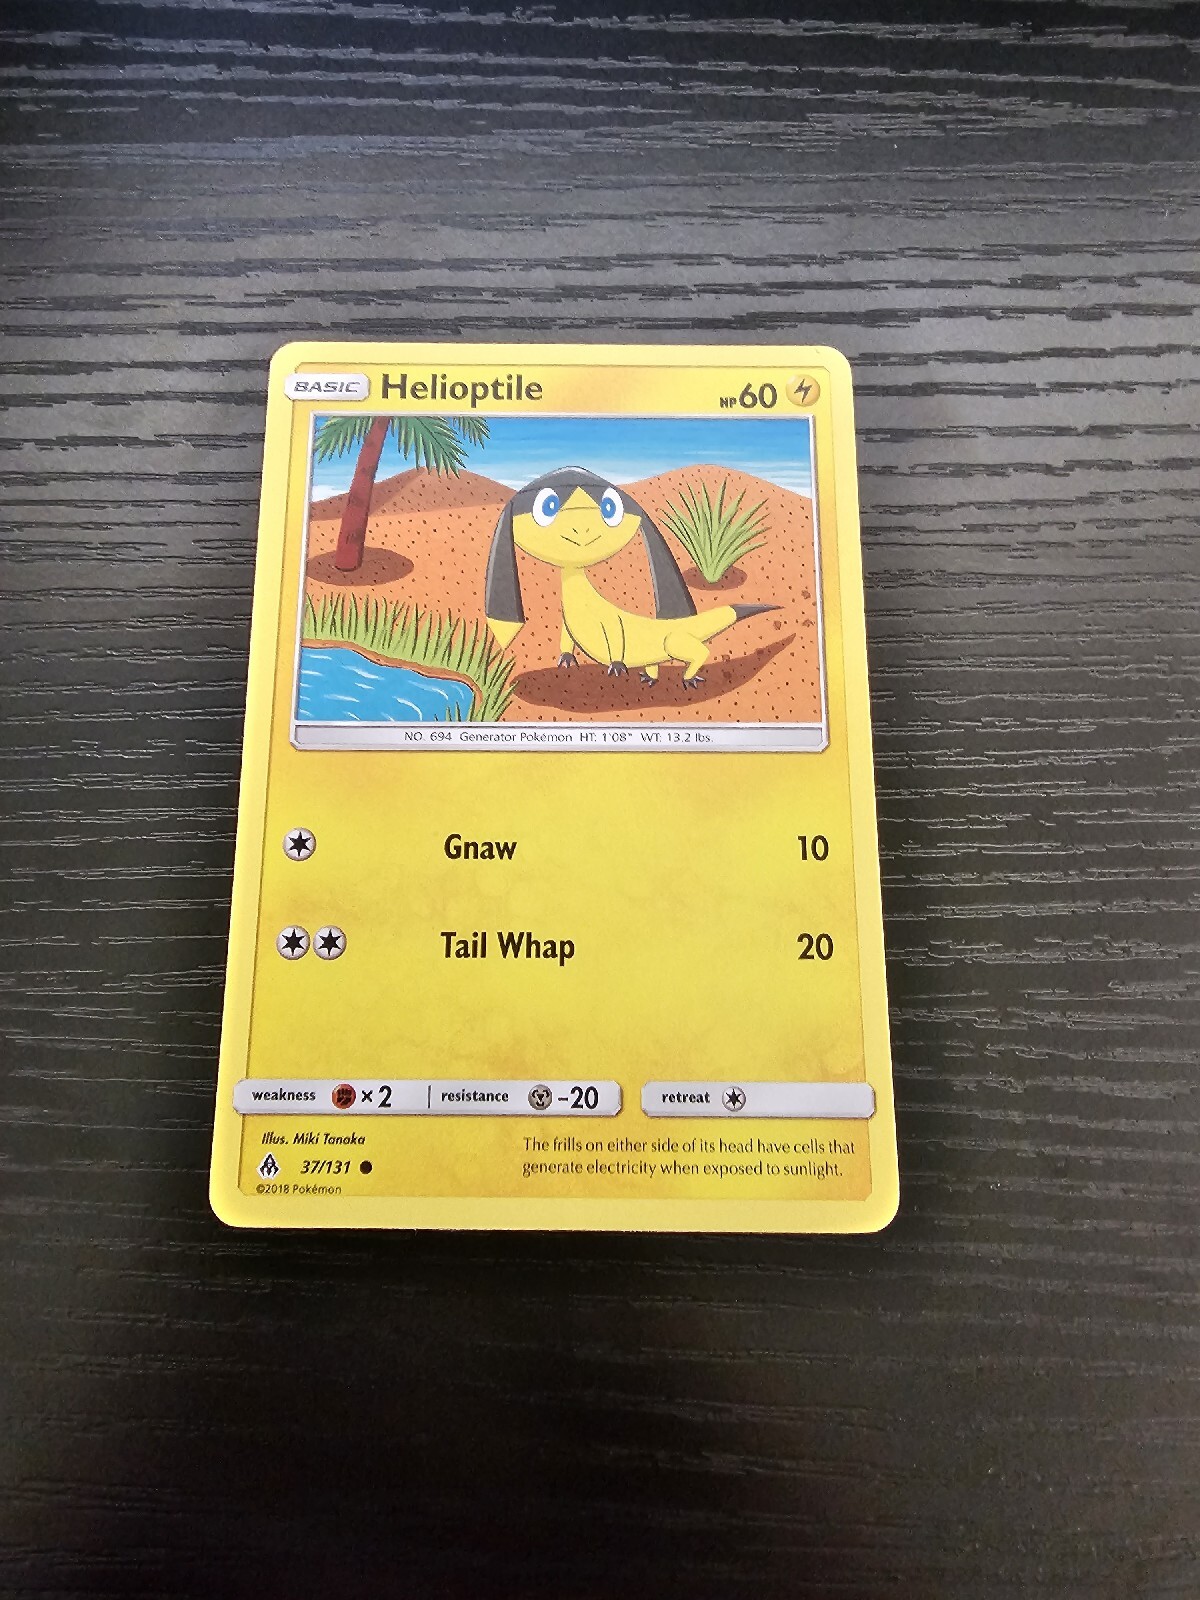 BASIC Helioptile HP 60
NO. 694 Generator Pokémon HT: 1'08" WT: 13.2 lbs.
Gnaw 10
Tail Whap 20
weakness ×2 resistance -20 retreat
Illus. Miki Tanaka
37/131
©2018 Pokémon
The frills on either side of its head have cells that
generate electricity when exposed to sunlight.